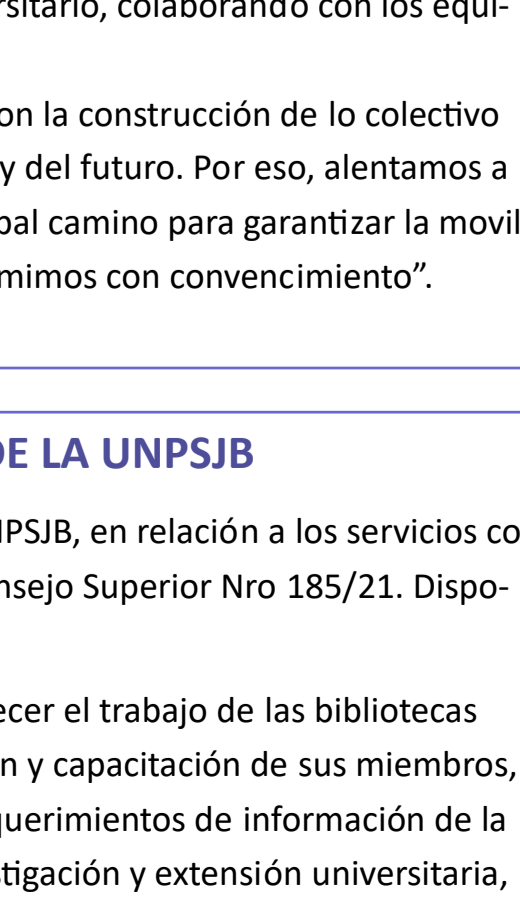 rsitario, colaborando con los equi-
on la construcción de lo colectivo
y del futuro. Por eso, alentamos a
pal camino para garantizar la movil
mimos con convencimiento”.
DE LA UNPSJB
NPSJB, en relación a los servicios co
nsejo Superior Nro 185/21. Dispo-
ecer el trabajo de las bibliotecas
n y capacitación de sus miembros,
querimientos de información de la
stigación y extensión universitaria,